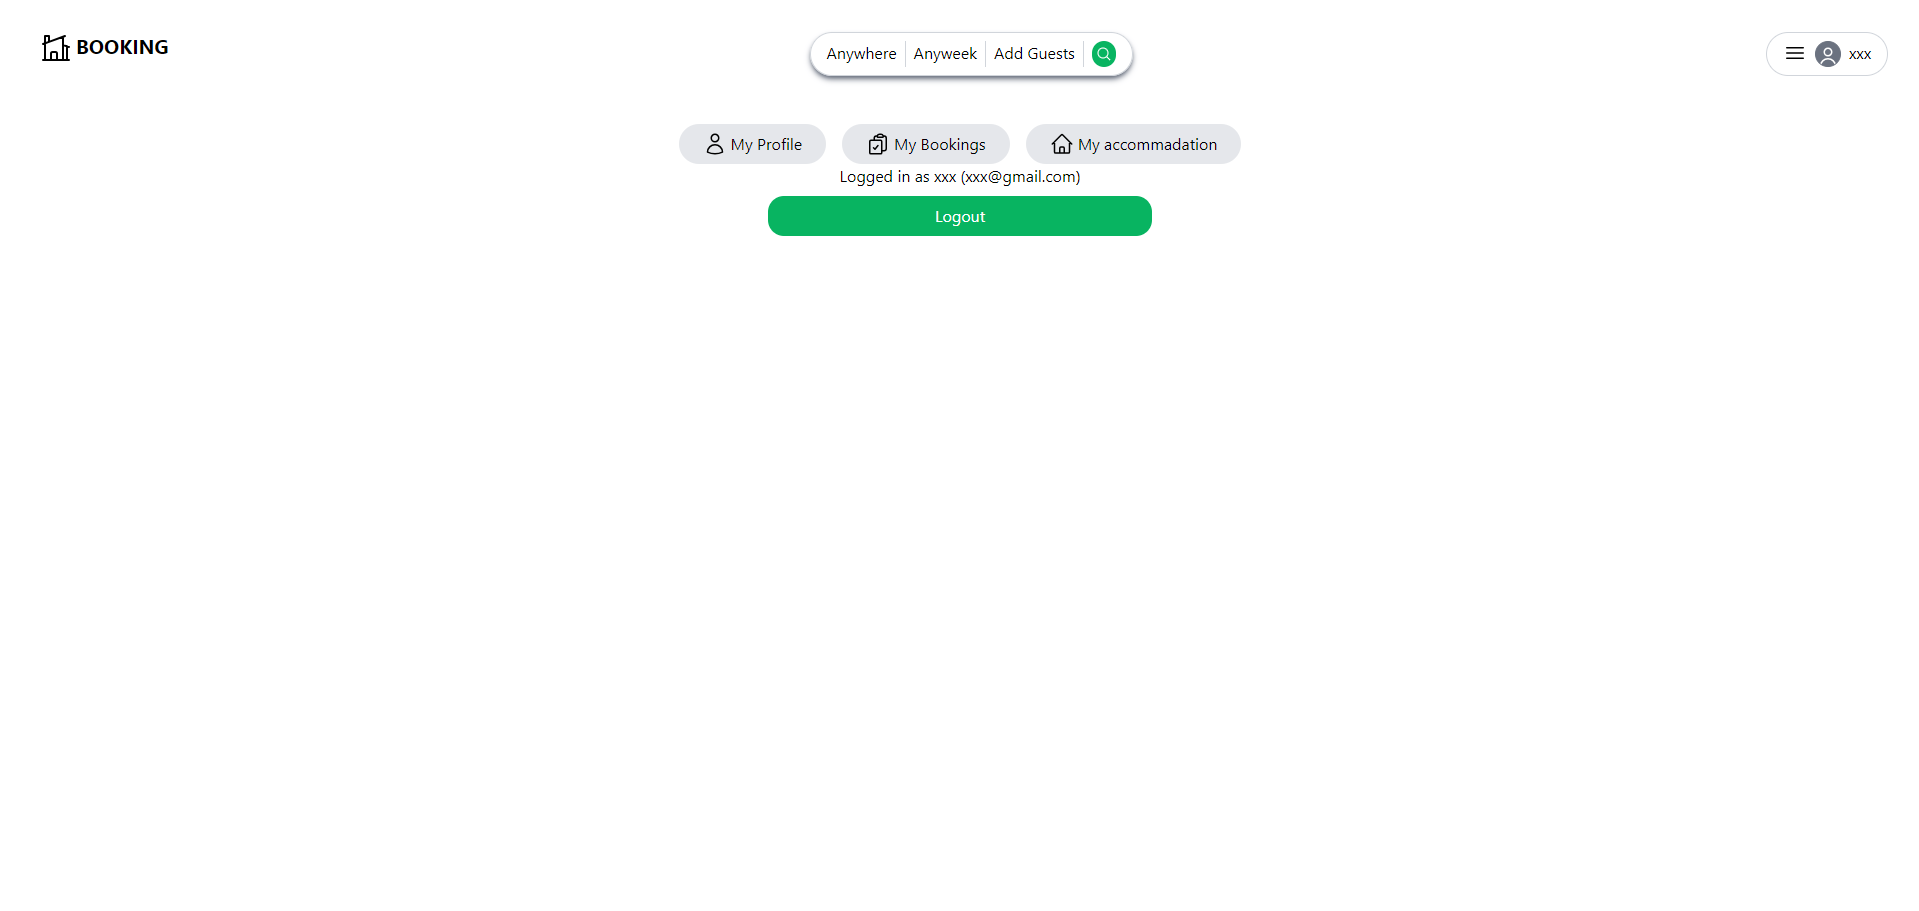 BOOKING
Anywhere Anyweek Add Guests
xxx
My Profile My Bookings My accommadation
Logged in as xxx (xxx@gmail.com)
Logout